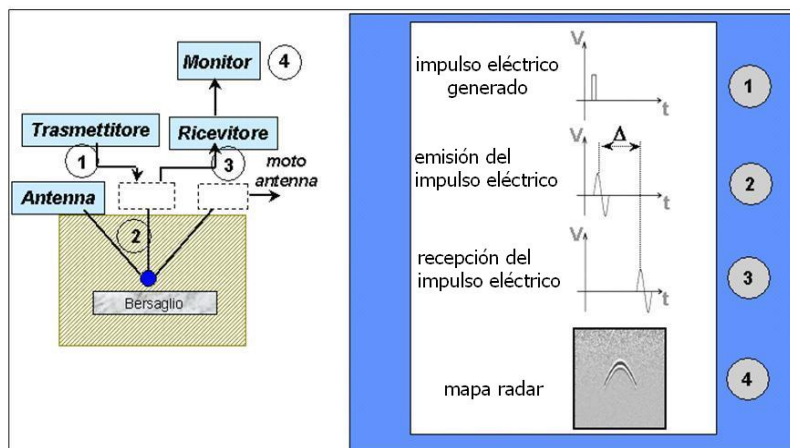 Monitor
4
Trasmettitore
Ricevitore
1
3
moto
antenna
Antenna
2
Bersaglio
impulso eléctrico
generado
V
t
1
emisión del
impulso eléctrico
V
Δ
t
2
recepción del
impulso eléctrico
V
t
3
mapa radar
4